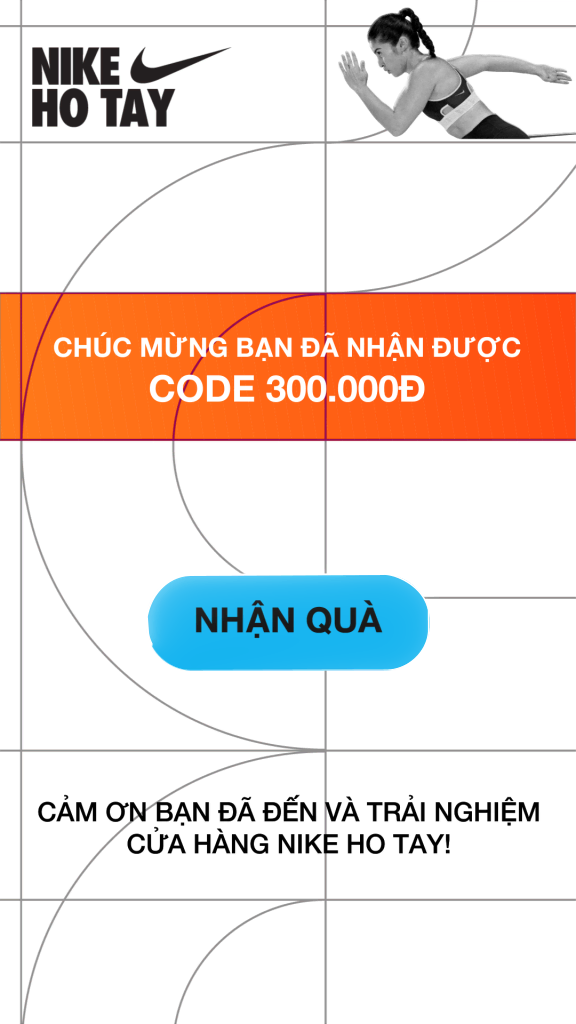 NIKE
HO TAY
CHÚC MỪNG BẠN ĐÃ NHẬN ĐƯỢC
CODE 300.000Đ
NHẬN QUÀ
CẢM ƠN BẠN ĐÃ ĐẾN VÀ TRẢI NGHIỆM
CỬA HÀNG NIKE HO TAY!